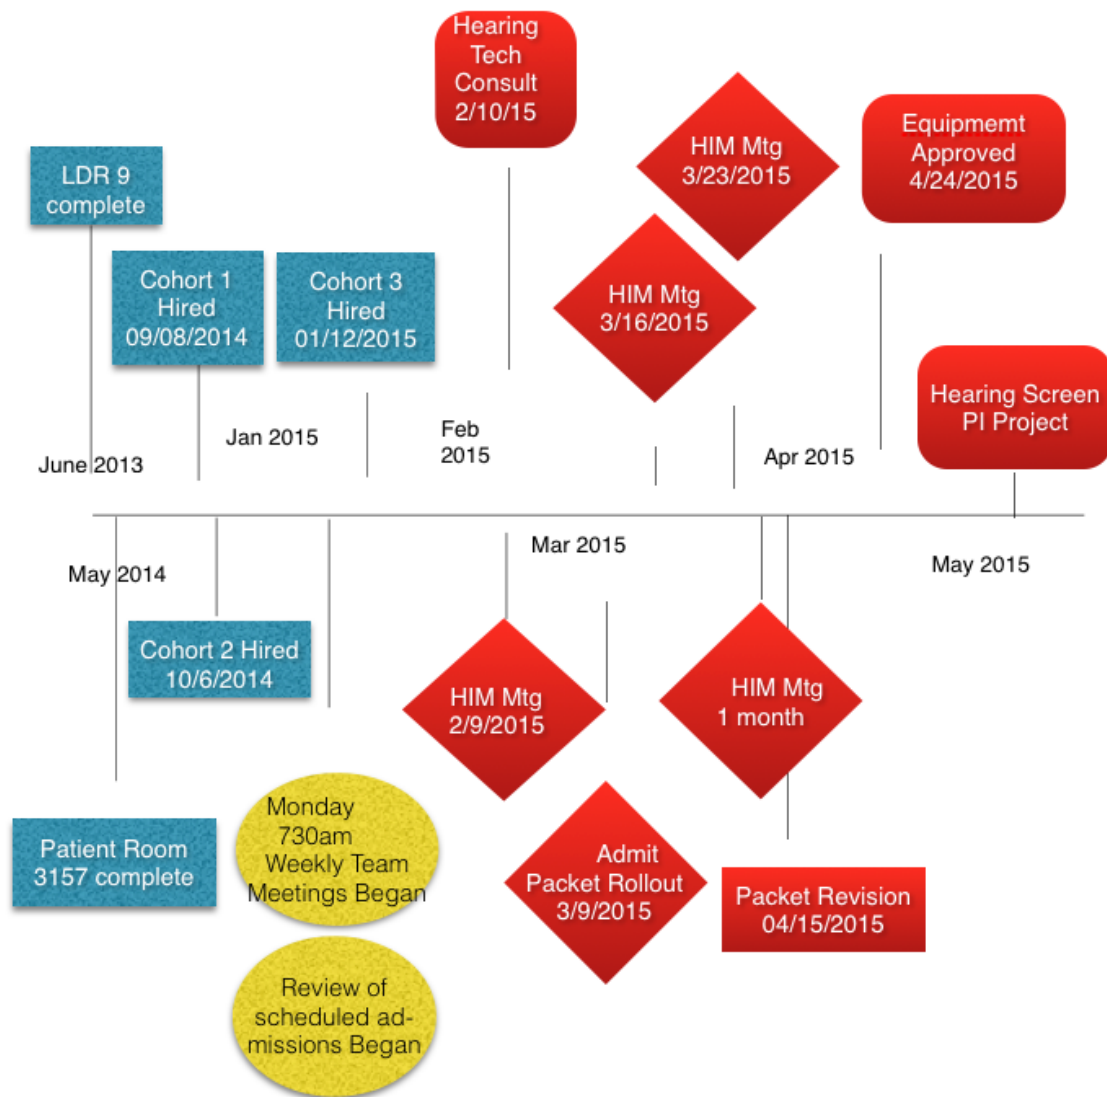 Hearing
Tech
Consult
2/10/15
HIM Mtg
3/23/2015
Equipmemt
Approved
4/24/2015
LDR 9
complete
Cohort 1
Hired
09/08/2014
Cohort 3
Hired
01/12/2015
HIM Mtg
3/16/2015
Hearing Screen
PI Project
June 2013
Jan 2015
Feb
2015
Apr 2015
May 2014
Mar 2015
May 2015
Cohort 2 Hired
10/6/2014
HIM Mtg
2/9/2015
HIM Mtg
1 month
Patient Room
3157 complete
Monday
730am
Weekly Team
Meetings Began
Admit
Packet Rollout
3/9/2015
Packet Revision
04/15/2015
Review of
scheduled ad-
missions Began